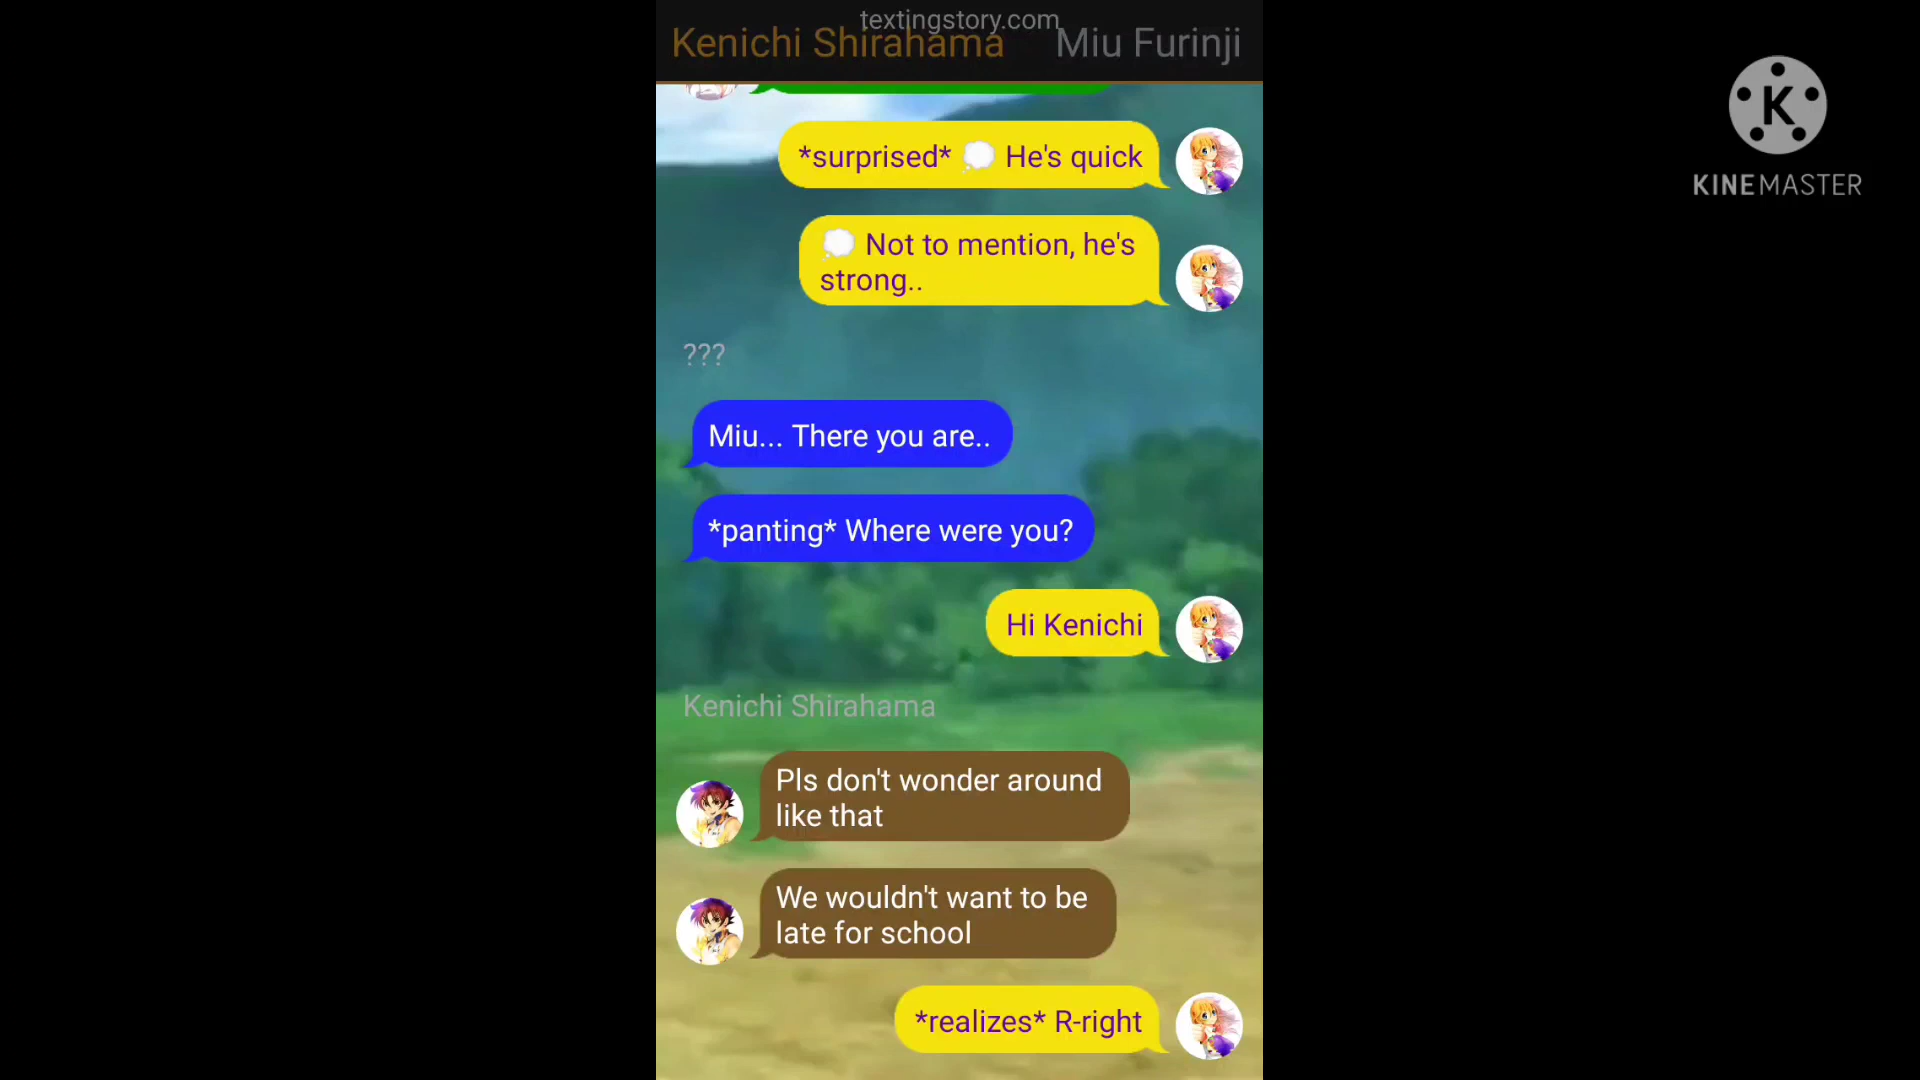 textingstory.com
Kenichi Shirahama Miu Furinji
*surprised* 💭 He's quick
💭 Not to mention, he's
strong..
???
Miu... There you are..
*panting* Where were you?
Hi Kenichi
Kenichi Shirahama
Pls don't wonder around
like that
We wouldn't want to be
late for school
*realizes* R-right
K
KINEMASTER